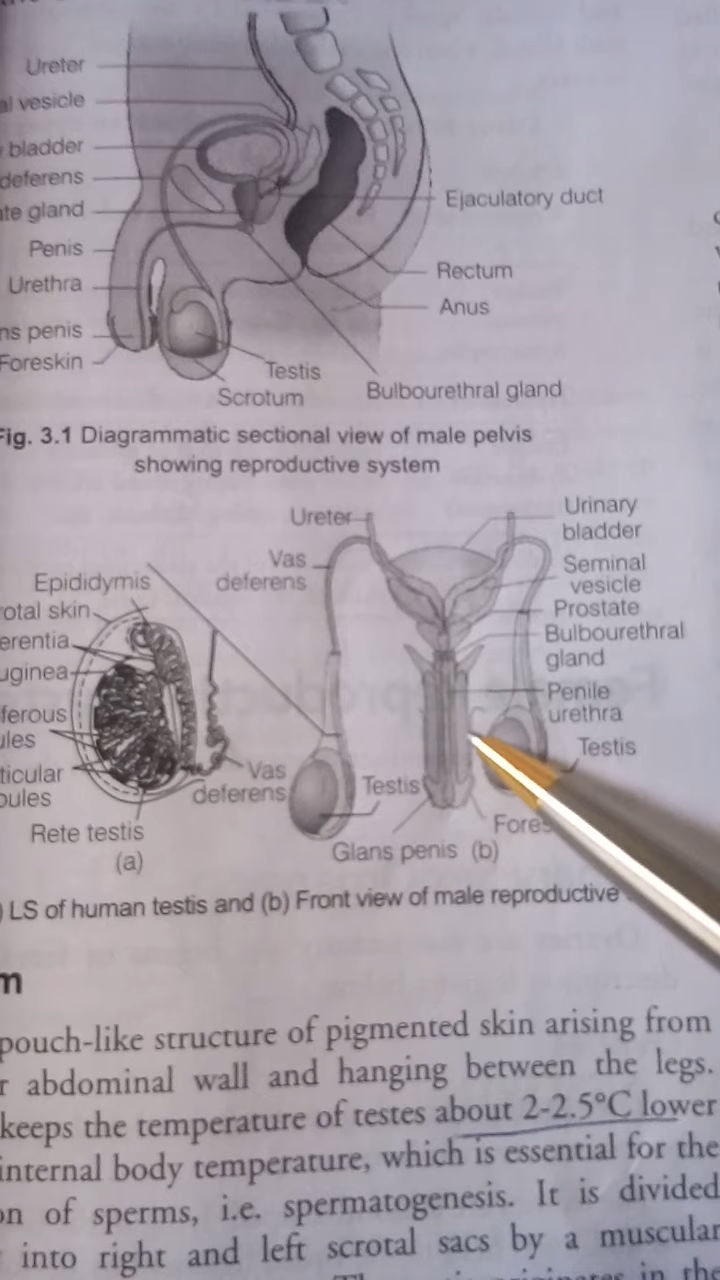 Ureter
al vesicle
bladder
deferens
te gland
Penis
Urethra
ns penis
Foreskin
Ejaculatory duct
Rectum
Anus
Testis
Scrotum
Bulbourethral gland
Fig. 3.1 Diagrammatic sectional view of male pelvis
showing reproductive system
Epididymis
otal skin
erentia
uginea
ferous
ules
ticular
oules
Rete testis
(a)
Vas
deferens
Ureter
Vas
deferens
Testis
Glans penis (b)
Urinary
bladder
Seminal
vesicle
Prostate
Bulbourethral
gland
Penile
urethra
Testis
Fores
) LS of human testis and (b) Front view of male reproductive
m
pouch-like structure of pigmented skin arising from
r abdominal wall and hanging between the legs.
keeps the temperature of testes about 2-2.5°C lower
internal body temperature, which is essential for the
on of sperms, i.e. spermatogenesis. It is divided
into right and left scrotal sacs by a muscular
in the